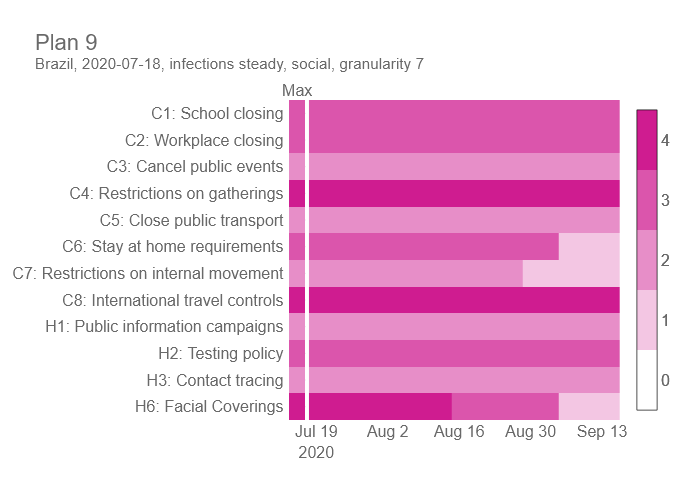 Plan 9
Brazil, 2020-07-18, infections steady, social, granularity 7
Max
C1: School closing
C2: Workplace closing
C3: Cancel public events
C4: Restrictions on gatherings
C5: Close public transport
C6: Stay at home requirements
C7: Restrictions on internal movement
C8: International travel controls
H1: Public information campaigns
H2: Testing policy
H3: Contact tracing
H6: Facial Coverings
Jul 19 Aug 2 Aug 16 Aug 30 Sep 13
2020
4
3
2
1
0